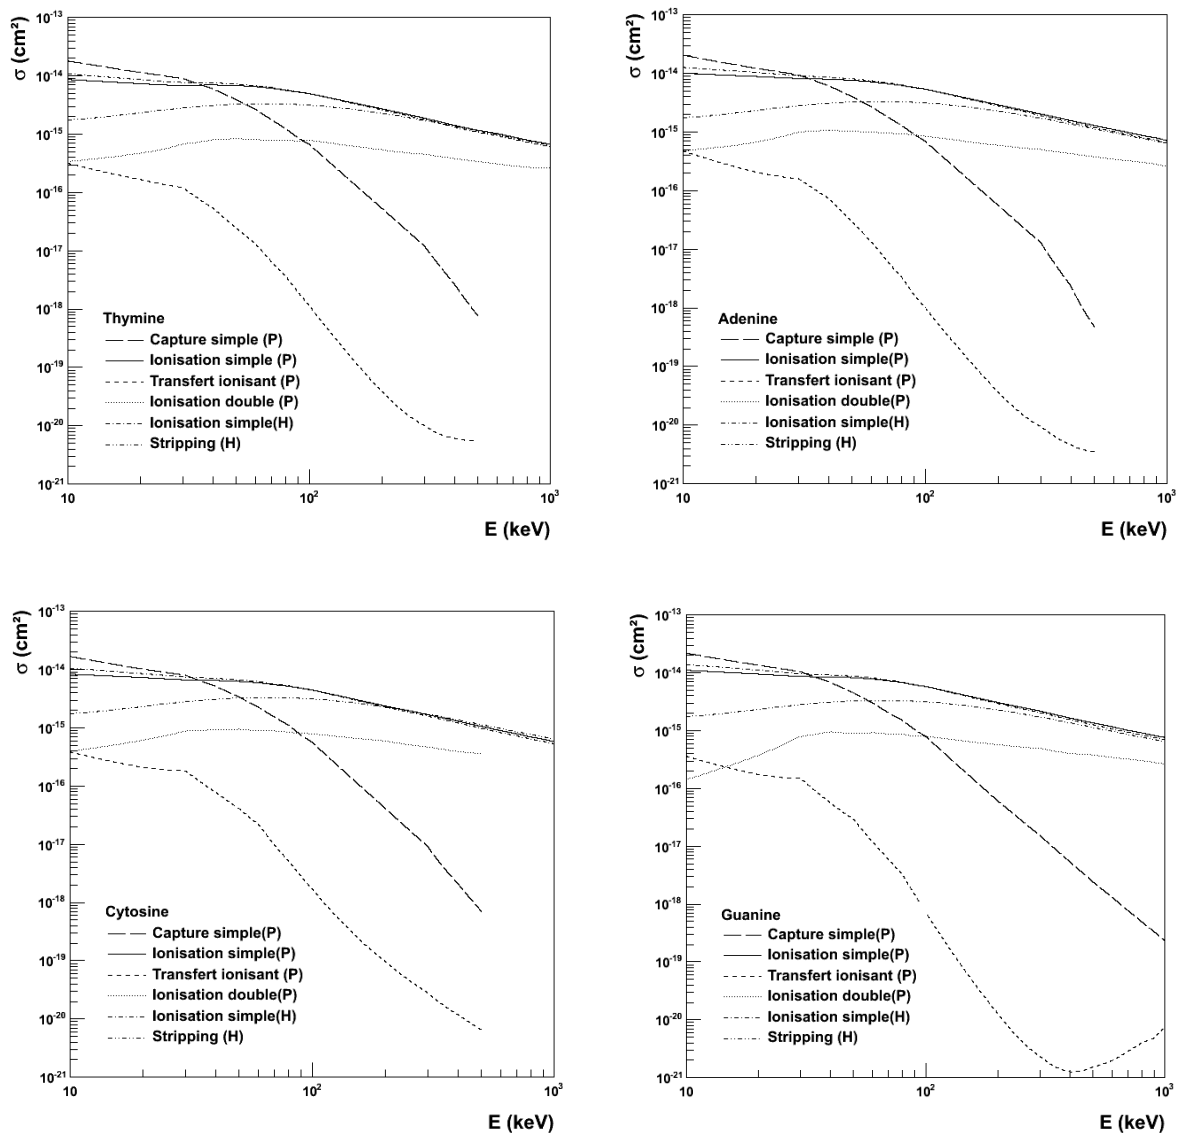 σ (cm²)
10⁻¹³
10⁻¹⁴
10⁻¹⁵
10⁻¹⁶
10⁻¹⁷
10⁻¹⁸
10⁻¹⁹
10⁻²⁰
10⁻²¹
Thymine
Capture simple (P)
Ionisation simple (P)
Transfert ionisant (P)
Ionisation double (P)
Ionisation simple(H)
Stripping (H)
10
10²
10³
E (keV)
σ (cm²)
10⁻¹³
10⁻¹⁴
10⁻¹⁵
10⁻¹⁶
10⁻¹⁷
10⁻¹⁸
10⁻¹⁹
10⁻²⁰
10⁻²¹
Adenine
Capture simple (P)
Ionisation simple(P)
Transfert ionisant (P)
Ionisation double(P)
Ionisation simple(H)
Stripping (H)
10
10²
10³
E (keV)
σ (cm²)
10⁻¹³
10⁻¹⁴
10⁻¹⁵
10⁻¹⁶
10⁻¹⁷
10⁻¹⁸
10⁻¹⁹
10⁻²⁰
10⁻²¹
Cytosine
Capture simple(P)
Ionisation simple(P)
Transfert ionisant (P)
Ionisation double(P)
Ionisation simple(H)
Stripping (H)
10
10²
10³
E (keV)
σ (cm²)
10⁻¹³
10⁻¹⁴
10⁻¹⁵
10⁻¹⁶
10⁻¹⁷
10⁻¹⁸
10⁻¹⁹
10⁻²⁰
10⁻²¹
Guanine
Capture simple(P)
Ionisation simple(P)
Transfert ionisant (P)
Ionisation double(P)
Ionisation simple(H)
Stripping (H)
10
10²
10³
E (keV)